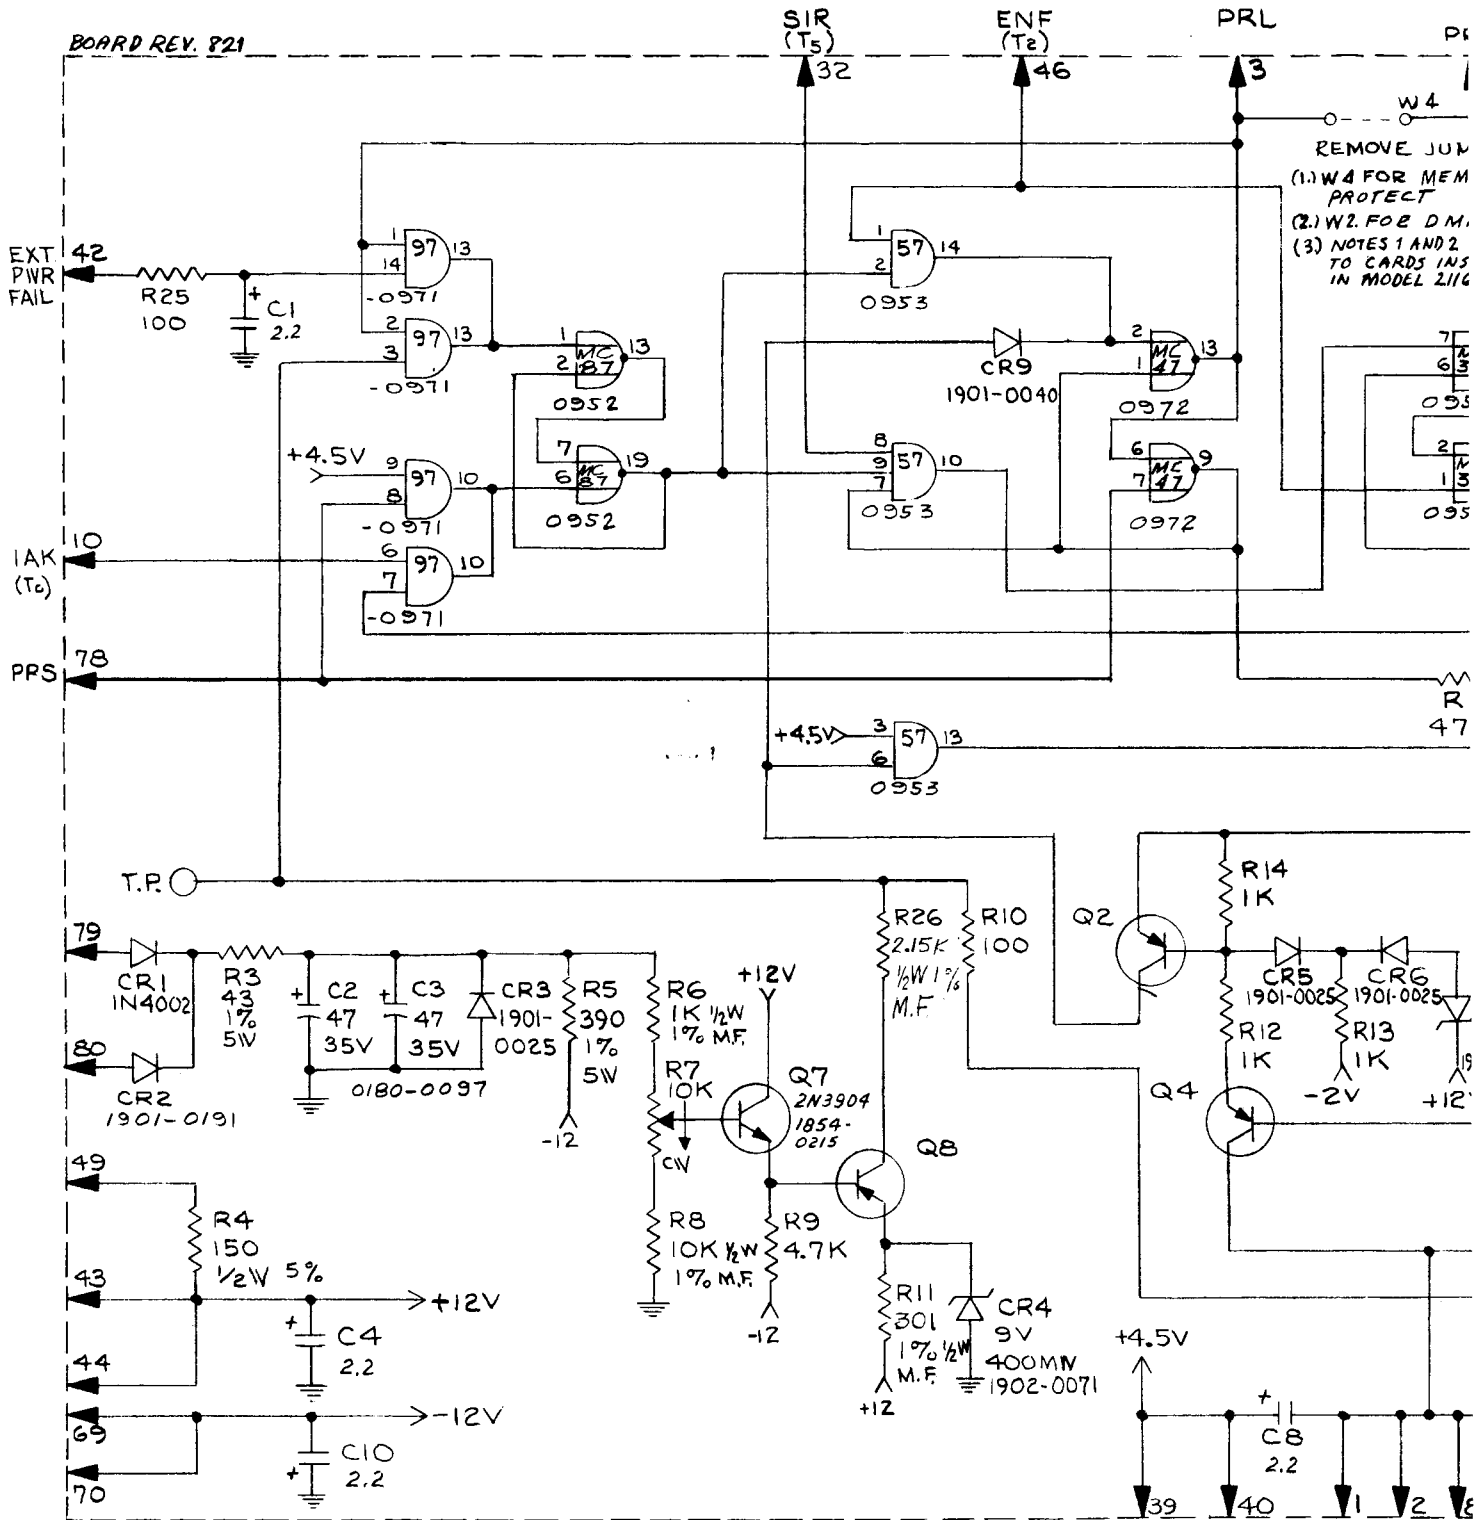 BOARD REV. 821
SIR
(T5)
32
ENF
(T2)
46
PRL
3
W4
REMOVE
(1.) W4 FOR MEM
PROTECT
(2.) W2. FOR
(3.) NOTES 1 AND 2
TO CARDS INS
IN MODEL 2116
EXT
PWR
FAIL
42
R25
100
+
C1
2.2
1
14
97
13
-0971
2
3
97
13
-0971
1
2
MC
87
13
0952
+4.5V
9
8
97
10
-0971
7
6
MC
87
19
0952
IAK
10
6
7
97
10
-0971
PRS
78
1
2
57
14
0953
CR9
1901-0040
2
1
MC
47
13
0972
8
9
7
57
10
0953
6
7
MC
47
9
0972
7
6
2
1
R
47
+4.5V
3
6
57
13
0953
T.P.
79
CR1
1N4002
80
CR2
1901-0191
R3
43
1%
5W
+
C2
47
35V
+
C3
47
35V
0180-0097
CR3
1901-
0025
R5
390
1%
5W
-12
R6
1K ½W
1% M.F.
R7
10K
CW
R8
10K ½W
1% M.F.
+12V
Q7
2N3904
1854-
0215
R9
4.7K
-12
R26
2.15K
½W 1%
M.F.
R10
100
Q8
R11
301
1% ½W
M.F.
+12
CR4
9V
400MW
1902-0071
Q2
R14
1K
CR5
1901-0025
CR6
1901-0025
R12
1K
R13
1K
-2V
+12
Q4
49
R4
150
1/2W 5%
43
+12V
+
C4
2.2
44
69
-12V
C10
+
2.2
70
+4.5V
+
C8
2.2
39
40
1
2